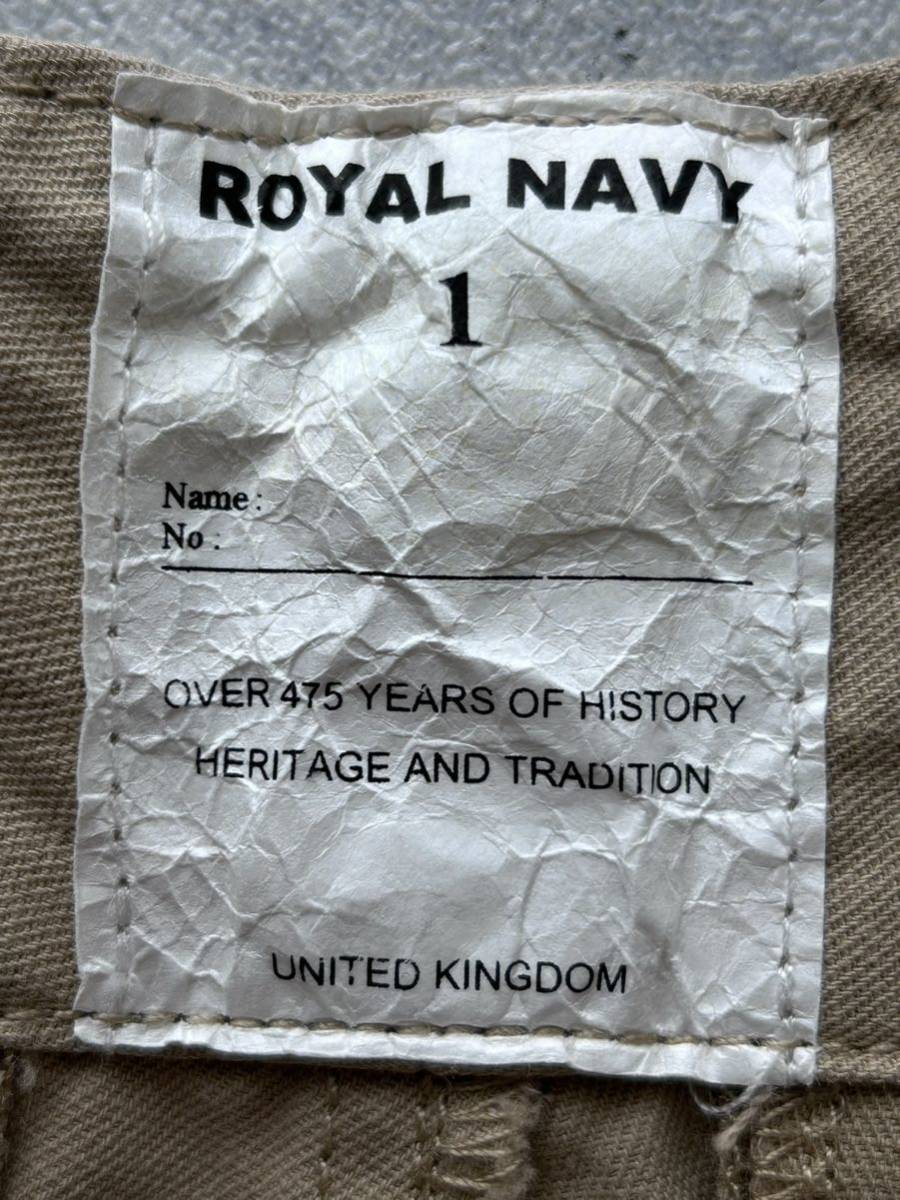 ROYAL NAVY
1
Name:
No :
OVER 475 YEARS OF HISTORY
HERITAGE AND TRADITION
UNITED KINGDOM